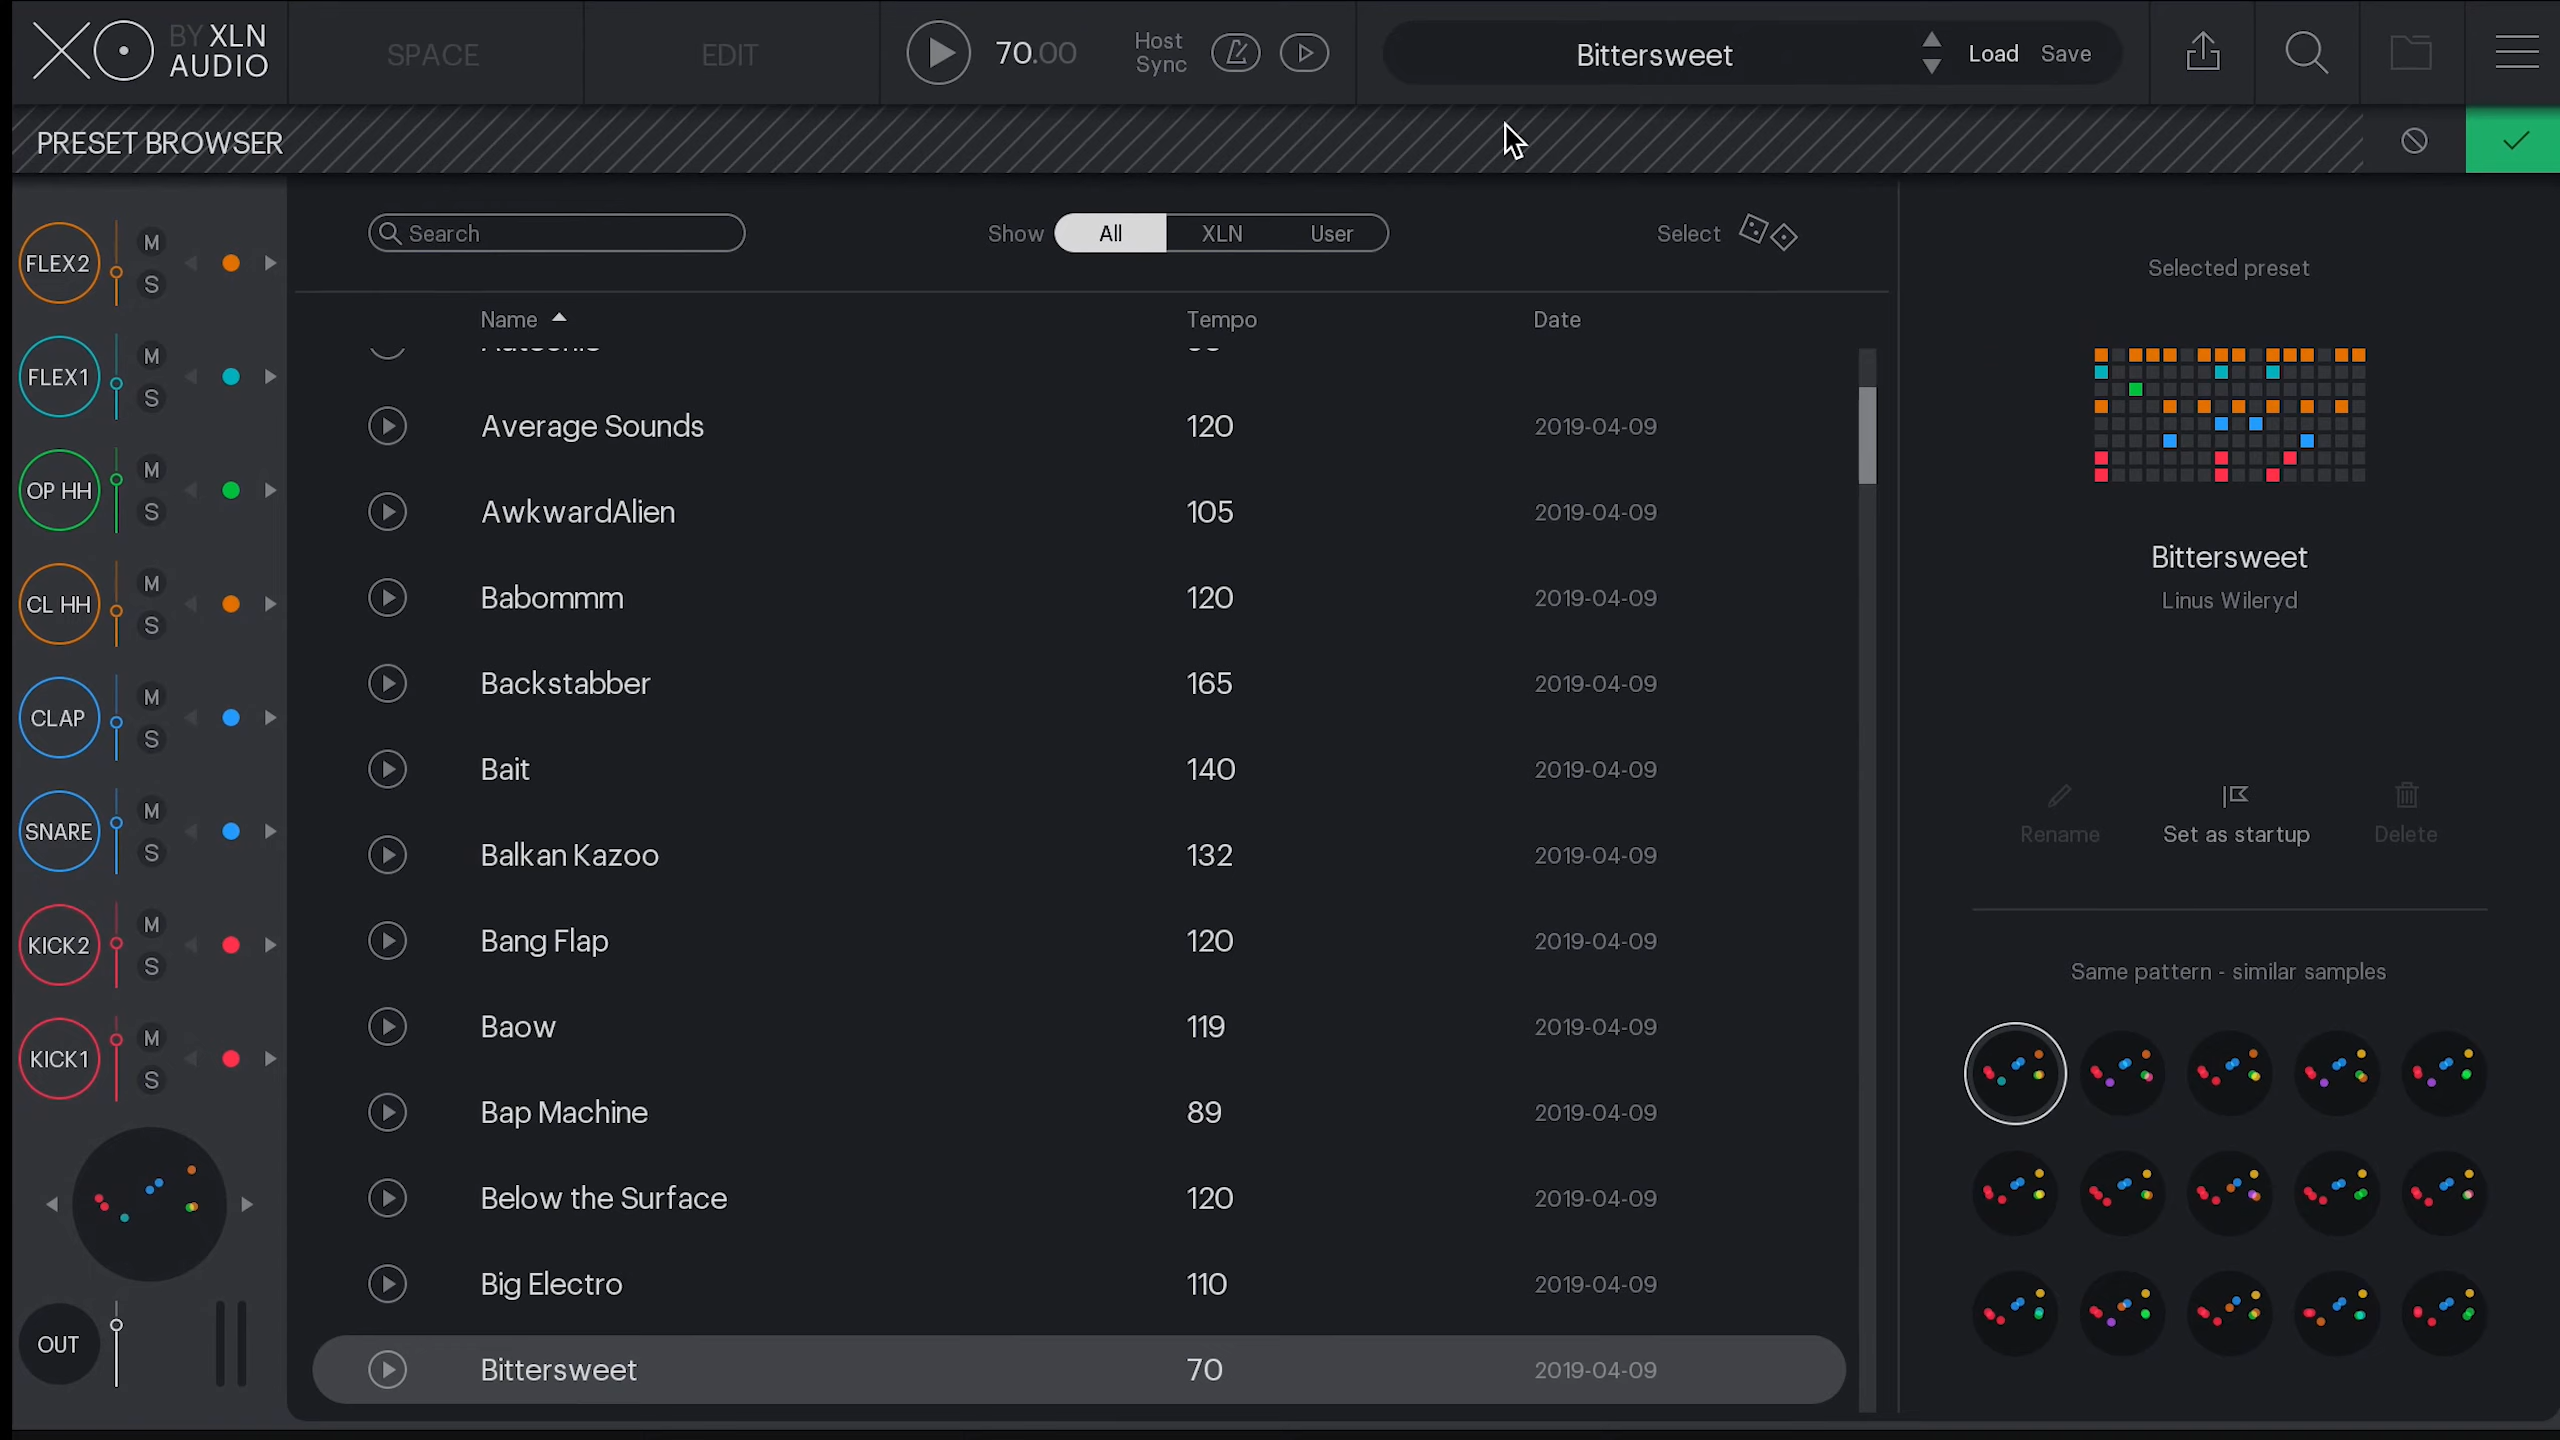 XO BY XLN AUDIO
SPACE
EDIT
70.00
Host Sync
Bittersweet
Load
Save
PRESET BROWSER
Search
Show
All
XLN
User
Select
Name
Tempo
Date
Average Sounds 120 2019-04-09
AwkwardAlien 105 2019-04-09
Babommm 120 2019-04-09
Backstabber 165 2019-04-09
Bait 140 2019-04-09
Balkan Kazoo 132 2019-04-09
Bang Flap 120 2019-04-09
Baow 119 2019-04-09
Bap Machine 89 2019-04-09
Below the Surface 120 2019-04-09
Big Electro 110 2019-04-09
Bittersweet 70 2019-04-09
FLEX2 M S
FLEX1 M S
OP HH M S
CL HH M S
CLAP M S
SNARE M S
KICK2 M S
KICK1 M S
OUT
Selected preset
Bittersweet
Linus Wileryd
Rename
Set as startup
Delete
Same pattern - similar samples